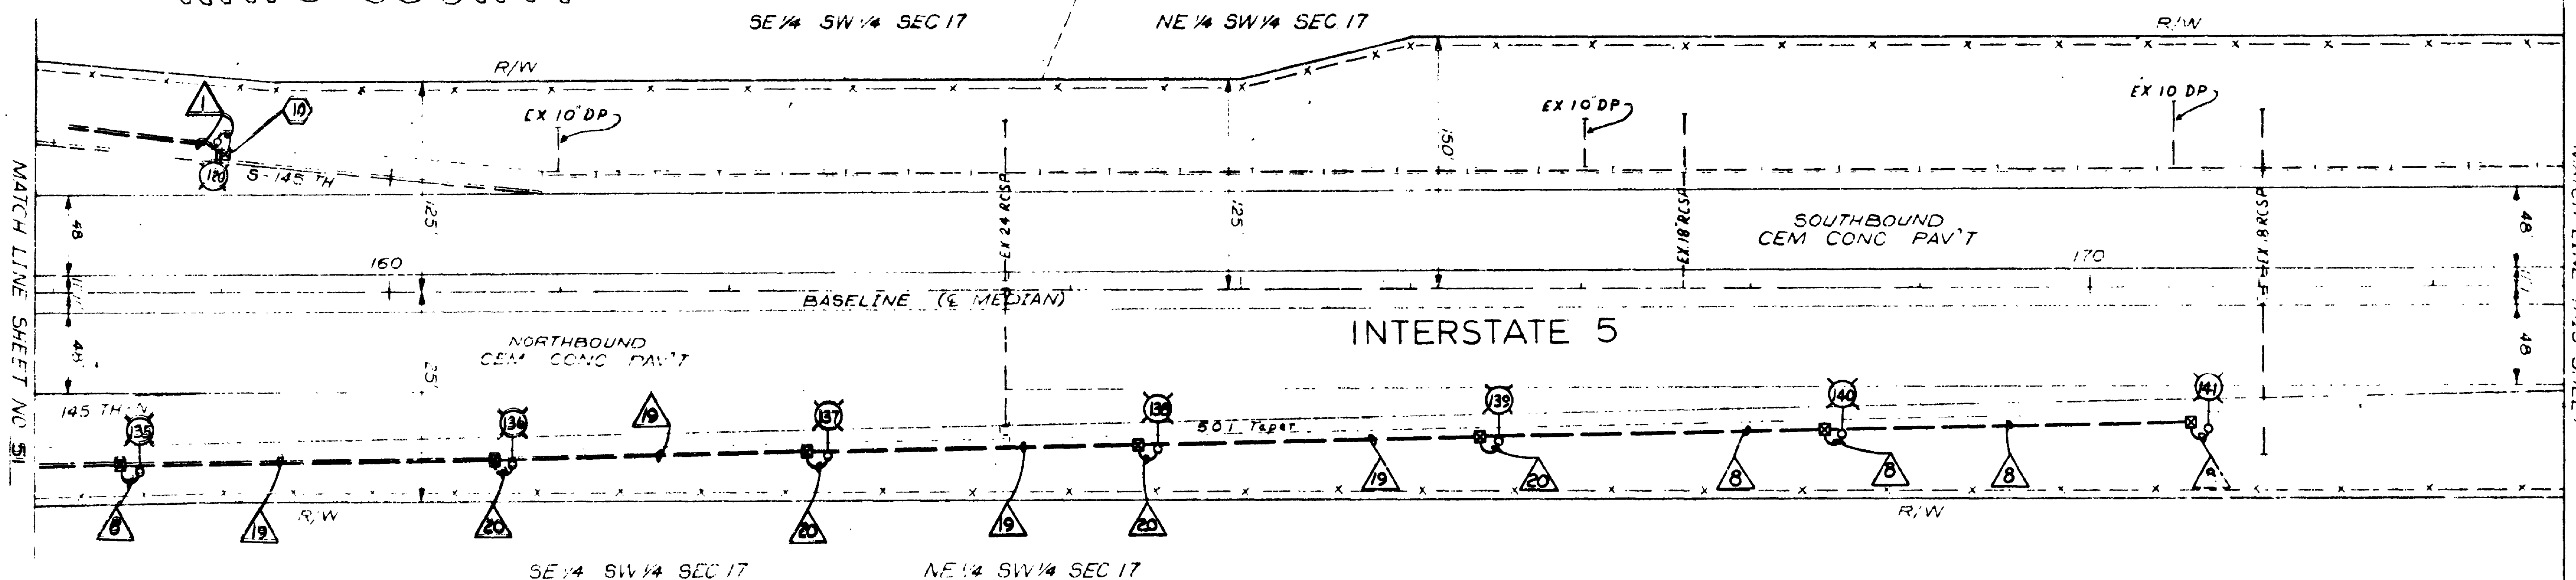 SE 1/4 SW 1/4 SEC 17
NE 1/4 SW 1/4 SEC. 17
R/W
R/W
1
10
EX 10" DP
EX 10" DP
EX 10 DP
120
S-145 TH
125'
125'
150'
EX 24 RCSP
EX 18" RCSP
EX 18 RCSP
48
48'
SOUTHBOUND
CEM CONC PAV'T
160
170
BASELINE (℄ MEDIAN)
INTERSTATE 5
NORTHBOUND
CEM CONC PAV'T
48'
48
MATCH LINE SHEET NO 51
145 TH-N
135
136
19
137
138
139
140
141
501 Taper
19
20
8
8
8
19
20
20
19
20
R/W
R/W
SE 1/4 SW 1/4 SEC 17
NE 1/4 SW 1/4 SEC 17